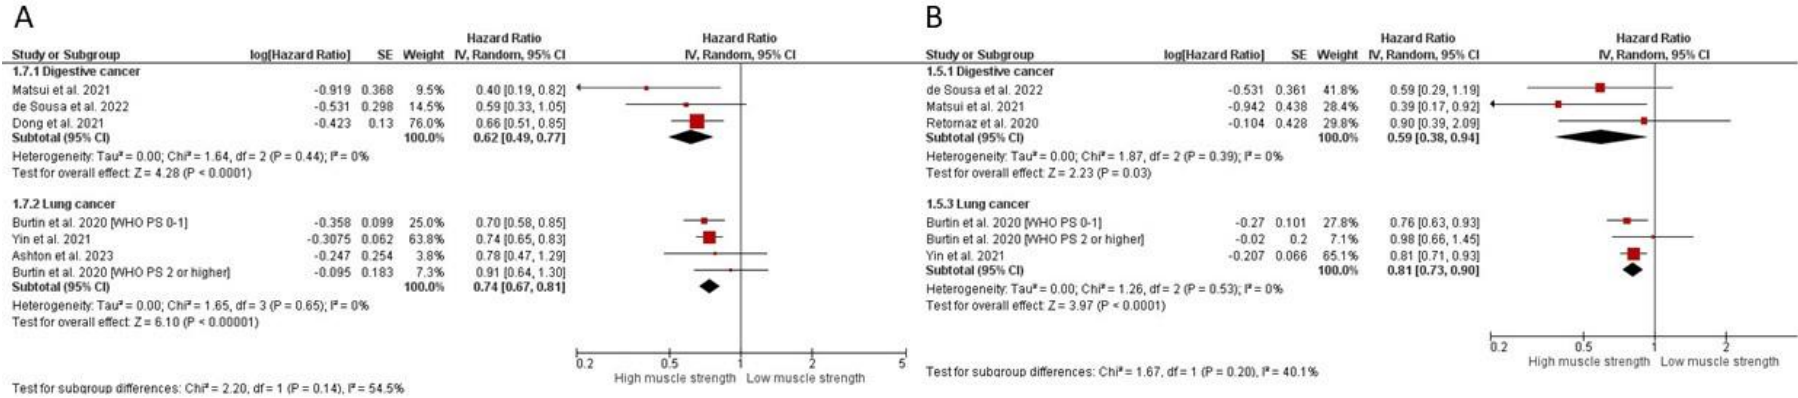 A
Hazard Ratio Hazard Ratio
Study or Subgroup log[Hazard Ratio] SE Weight IV, Random, 95% CI IV, Random, 95% CI
1.7.1 Digestive cancer
Matsui et al. 2021 -0.919 0.368 9.5% 0.40 [0.19, 0.82]
de Sousa et al. 2022 -0.531 0.298 14.5% 0.59 [0.33, 1.05]
Dong et al. 2021 -0.423 0.13 76.0% 0.66 [0.51, 0.85]
Subtotal (95% CI) 100.0% 0.62 [0.49, 0.77]
Heterogeneity: Tau² = 0.00; Chi² = 1.64, df = 2 (P = 0.44); I² = 0%
Test for overall effect: Z = 4.28 (P < 0.0001)
1.7.2 Lung cancer
Burtin et al. 2020 [WHO PS 0-1] -0.358 0.099 25.0% 0.70 [0.58, 0.85]
Yin et al. 2021 -0.3075 0.062 63.8% 0.74 [0.65, 0.83]
Ashton et al. 2023 -0.247 0.254 3.8% 0.78 [0.47, 1.29]
Burtin et al. 2020 [WHO PS 2 or higher] -0.095 0.183 7.3% 0.91 [0.64, 1.30]
Subtotal (95% CI) 100.0% 0.74 [0.67, 0.81]
Heterogeneity: Tau² = 0.00; Chi² = 1.65, df = 3 (P = 0.65); I² = 0%
Test for overall effect: Z = 6.10 (P < 0.00001)
0.2 0.5 1 2 5
High muscle strength Low muscle strength
Test for subgroup differences: Chi² = 2.20, df = 1 (P = 0.14), I² = 54.5%
B
Hazard Ratio Hazard Ratio
Study or Subgroup log[Hazard Ratio] SE Weight IV, Random, 95% CI IV, Random, 95% CI
1.5.1 Digestive cancer
de Sousa et al. 2022 -0.531 0.361 41.8% 0.59 [0.29, 1.19]
Matsui et al. 2021 -0.942 0.438 28.4% 0.39 [0.17, 0.92]
Retornaz et al. 2020 -0.104 0.428 29.8% 0.90 [0.39, 2.09]
Subtotal (95% CI) 100.0% 0.59 [0.38, 0.94]
Heterogeneity: Tau² = 0.00; Chi² = 1.87, df = 2 (P = 0.39); I² = 0%
Test for overall effect: Z = 2.23 (P = 0.03)
1.5.3 Lung cancer
Burtin et al. 2020 [WHO PS 0-1] -0.27 0.101 27.8% 0.76 [0.63, 0.93]
Burtin et al. 2020 [WHO PS 2 or higher] -0.02 0.2 7.1% 0.98 [0.66, 1.45]
Yin et al. 2021 -0.207 0.066 65.1% 0.81 [0.71, 0.93]
Subtotal (95% CI) 100.0% 0.81 [0.73, 0.90]
Heterogeneity: Tau² = 0.00; Chi² = 1.26, df = 2 (P = 0.53); I² = 0%
Test for overall effect: Z = 3.97 (P < 0.0001)
0.2 0.5 1 2
High muscle strength Low muscle strength
Test for subgroup differences: Chi² = 1.67, df = 1 (P = 0.20), I² = 40.1%